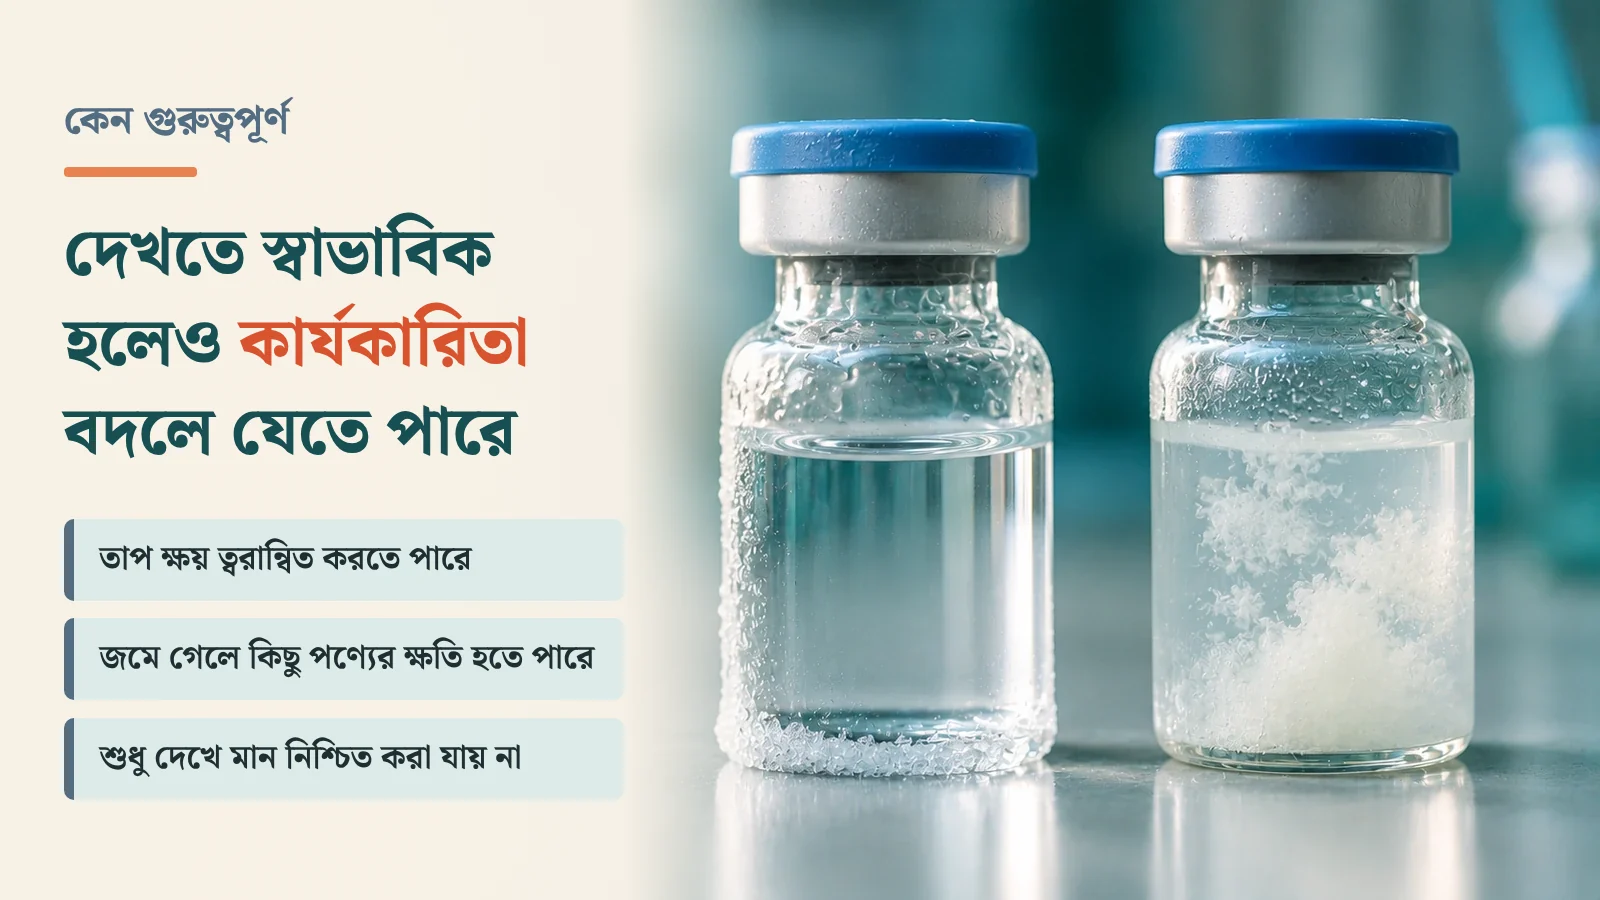 কেন গুরুত্বপূর্ণ
দেখতে স্বাভাবিক
হলেও কার্যকারিতা
বদলে যেতে পারে
তাপ ক্ষয় ত্বরান্বিত করতে পারে
জমে গেলে কিছু পণ্যের ক্ষতি হতে পারে
শুধু দেখে মান নিশ্চিত করা যায় না